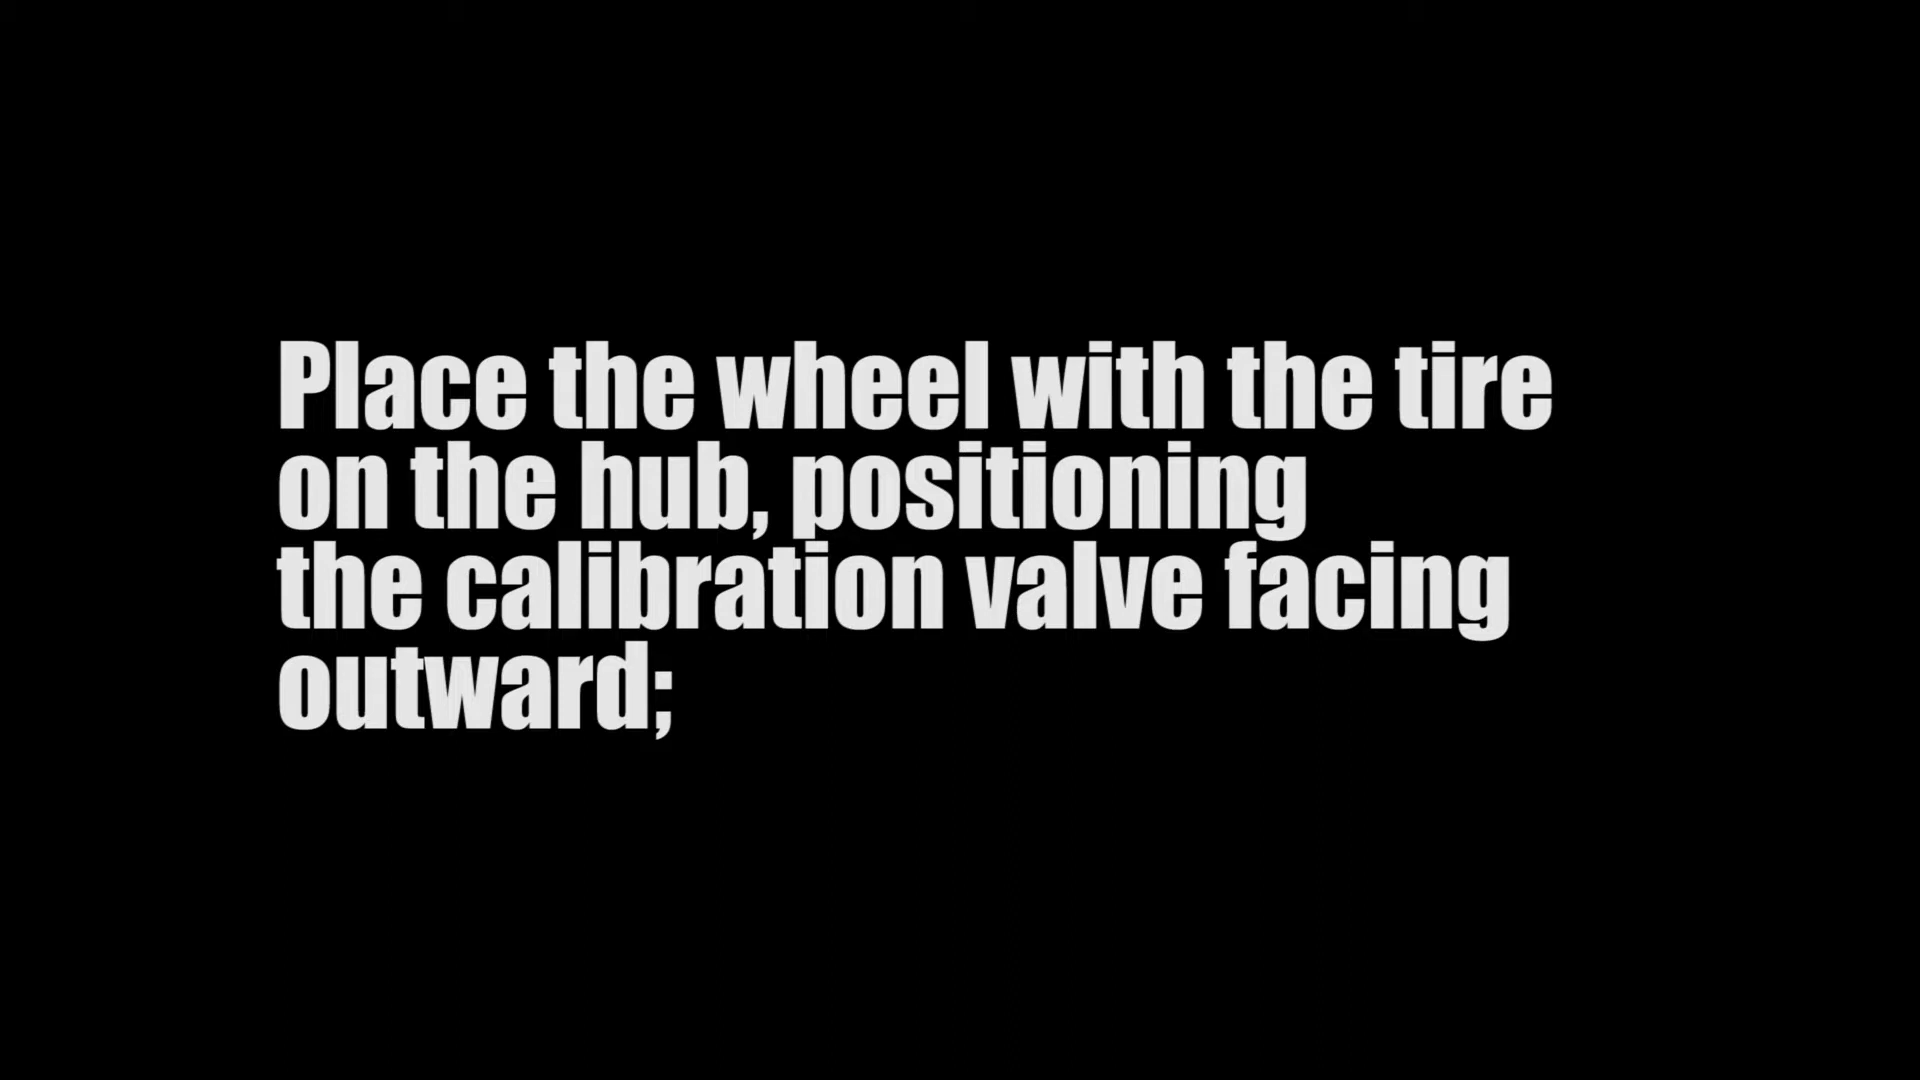 Place the wheel with the tire
on the hub, positioning
the calibration valve facing
outward;